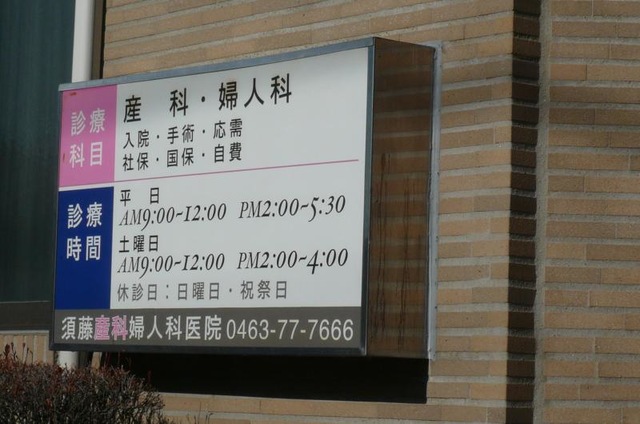 診療科目
産 科・婦人科
入院・手術・応需
社保・国保・自費
診療時間
平 日
AM9:00~12:00 PM2:00~5:30
土曜日
AM9:00~12:00 PM2:00~4:00
休診日:日曜日・祝祭日
須藤産科婦人科医院 0463-77-7666